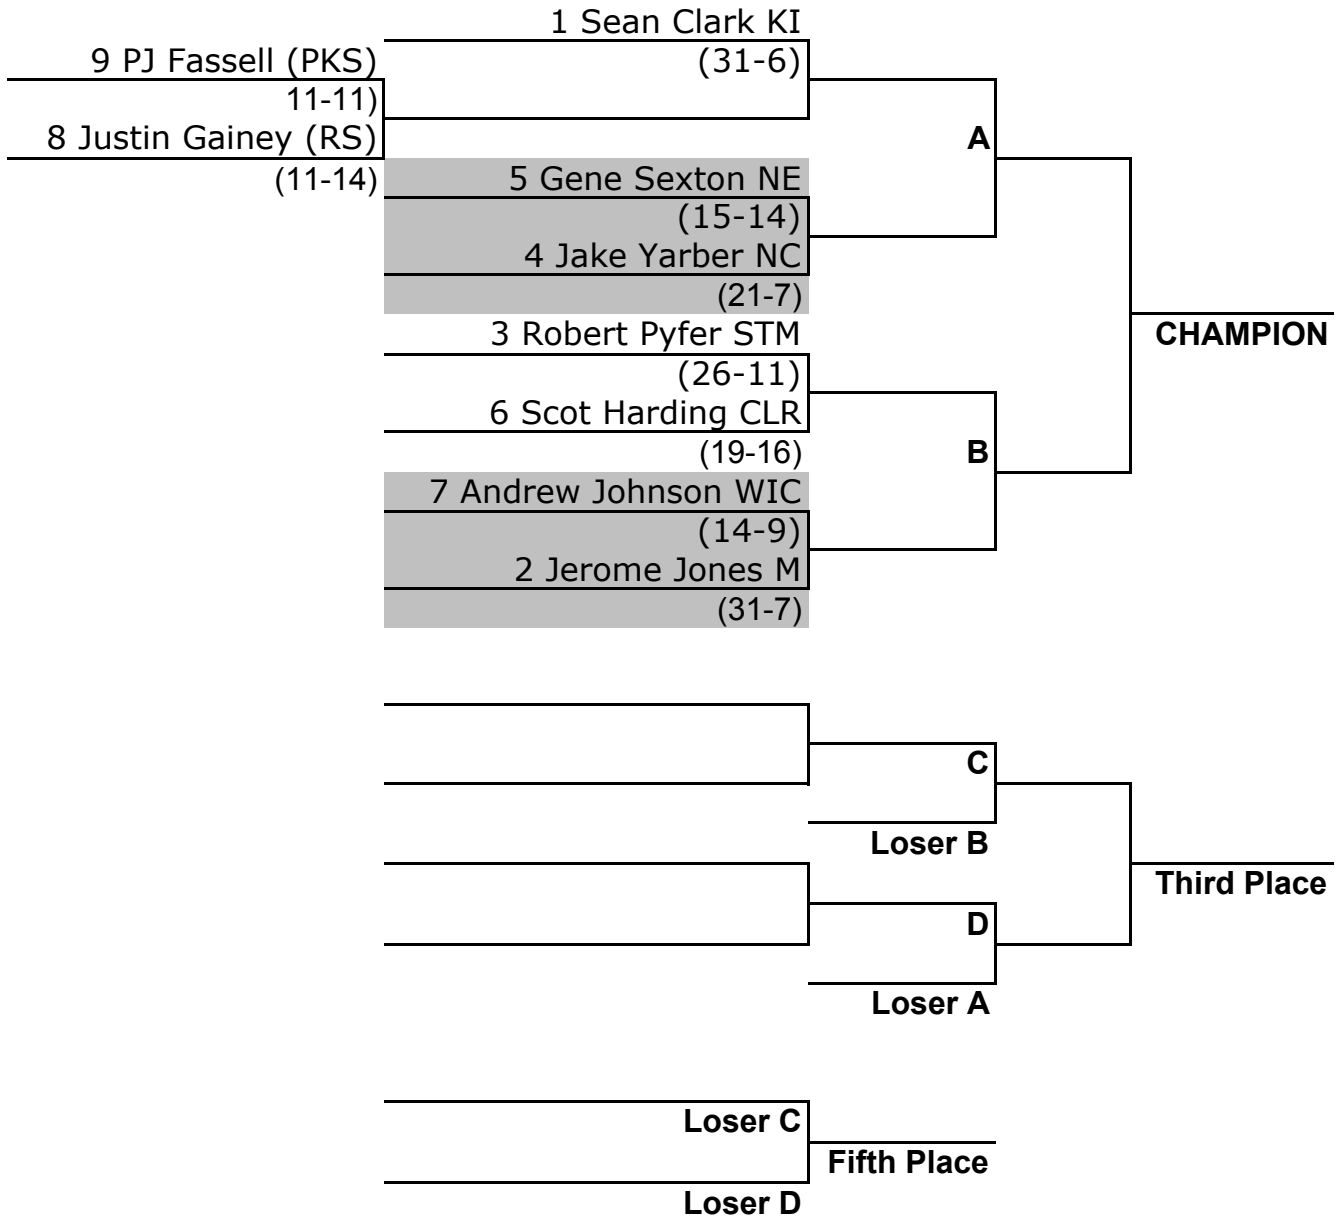 1 Sean Clark KI
(31-6)
9 PJ Fassell (PKS)
11-11)
8 Justin Gainey (RS)
(11-14)
5 Gene Sexton NE
(15-14)
4 Jake Yarber NC
(21-7)
A
3 Robert Pyfer STM
(26-11)
6 Scot Harding CLR
(19-16)
7 Andrew Johnson WIC
(14-9)
2 Jerome Jones M
(31-7)
B
CHAMPION
C
Loser B
D
Loser A
Third Place
Loser C
Fifth Place
Loser D